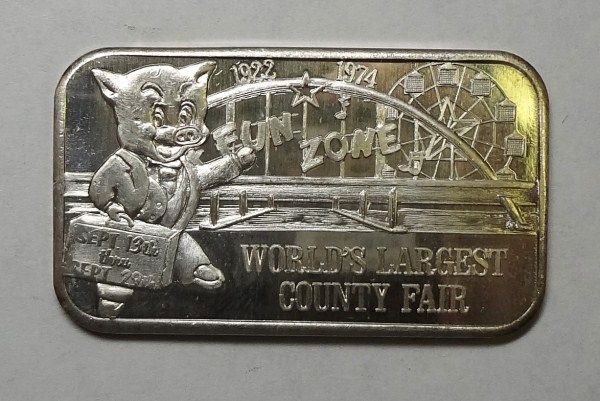 1922 1974
FUN
ZONE
SEPT. 13th
thru
SEPT. 29th
WORLD'S LARGEST
COUNTY FAIR